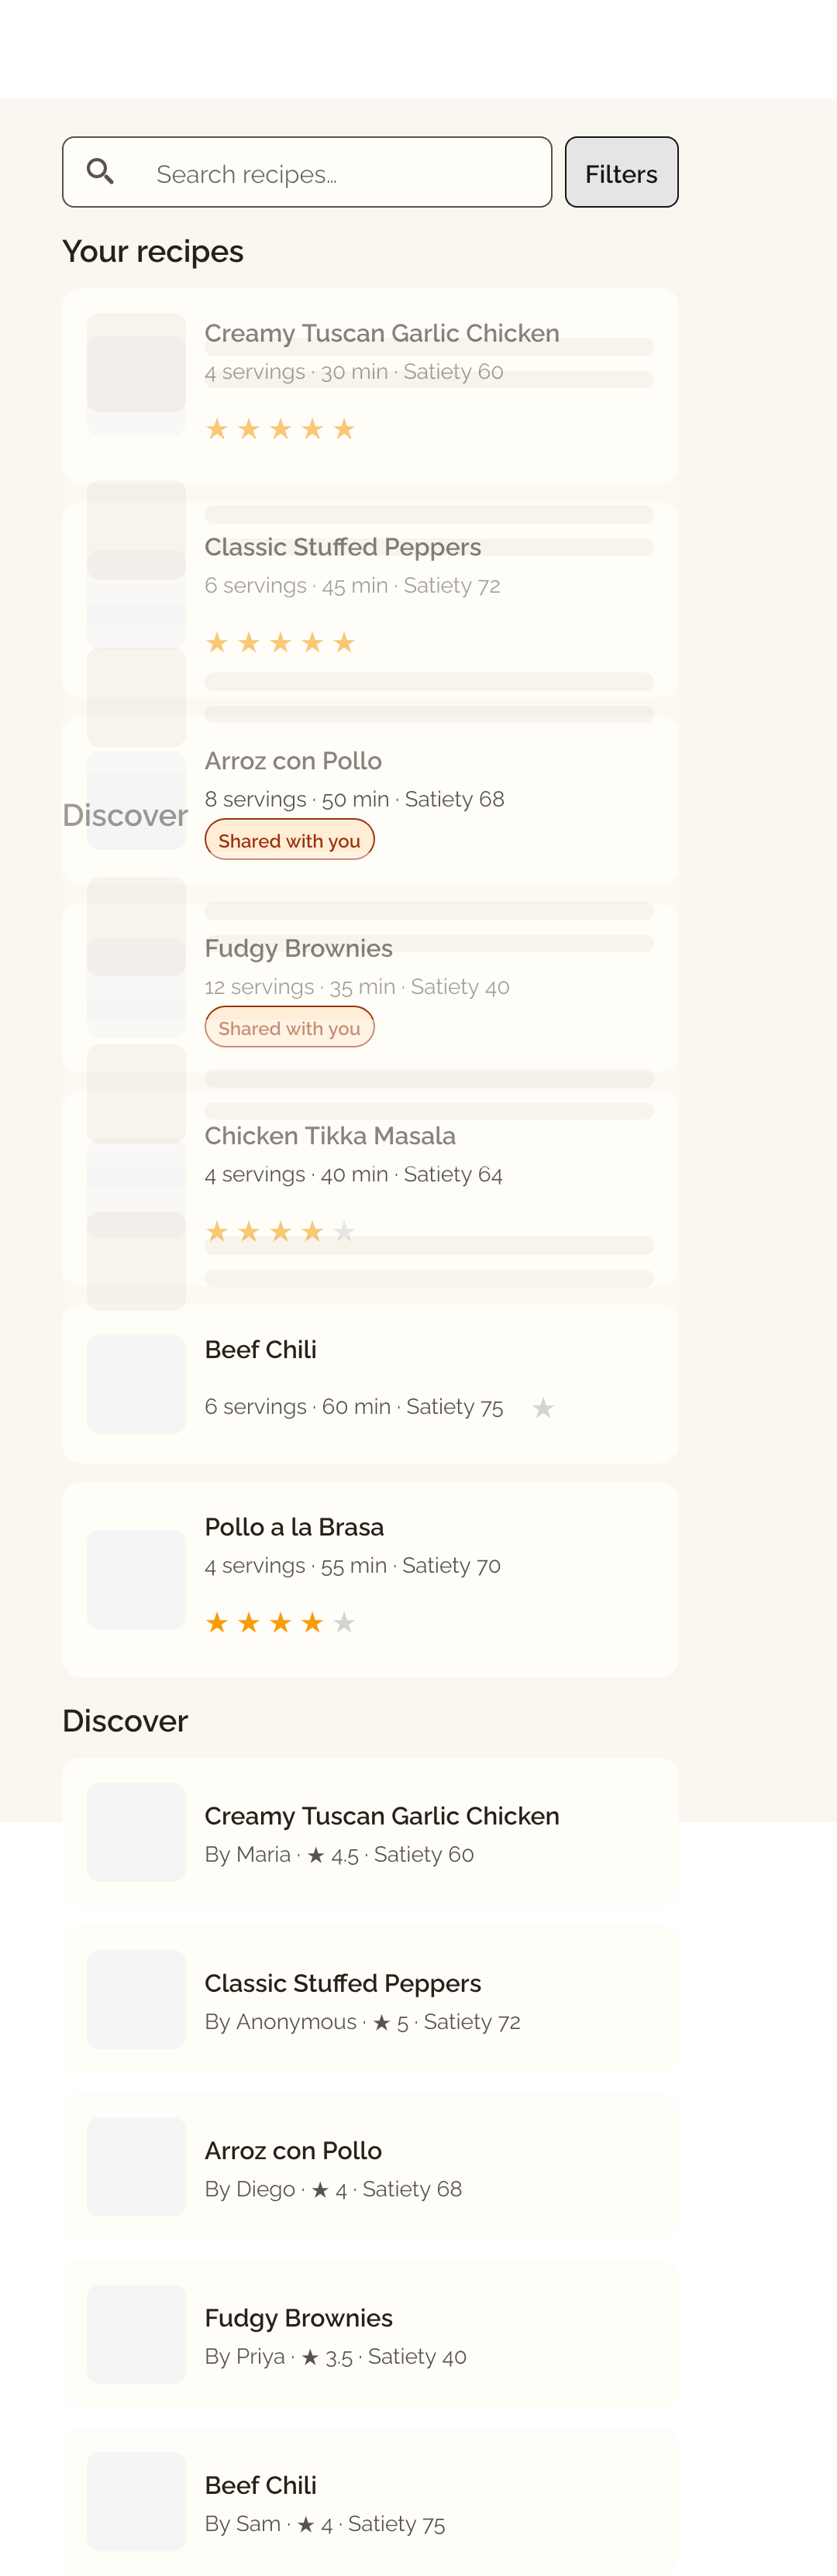 Search recipes…
Filters
Your recipes
Creamy Tuscan Garlic Chicken
4 servings · 30 min · Satiety 60
★ ★ ★ ★ ★
Classic Stuffed Peppers
6 servings · 45 min · Satiety 72
★ ★ ★ ★ ★
Arroz con Pollo
8 servings · 50 min · Satiety 68
Discover
Shared with you
Fudgy Brownies
12 servings · 35 min · Satiety 40
Shared with you
Chicken Tikka Masala
4 servings · 40 min · Satiety 64
★ ★ ★ ★ ★
Beef Chili
6 servings · 60 min · Satiety 75 ★
Pollo a la Brasa
4 servings · 55 min · Satiety 70
★ ★ ★ ★ ★
Discover
Creamy Tuscan Garlic Chicken
By Maria · ★ 4.5 · Satiety 60
Classic Stuffed Peppers
By Anonymous · ★ 5 · Satiety 72
Arroz con Pollo
By Diego · ★ 4 · Satiety 68
Fudgy Brownies
By Priya · ★ 3.5 · Satiety 40
Beef Chili
By Sam · ★ 4 · Satiety 75